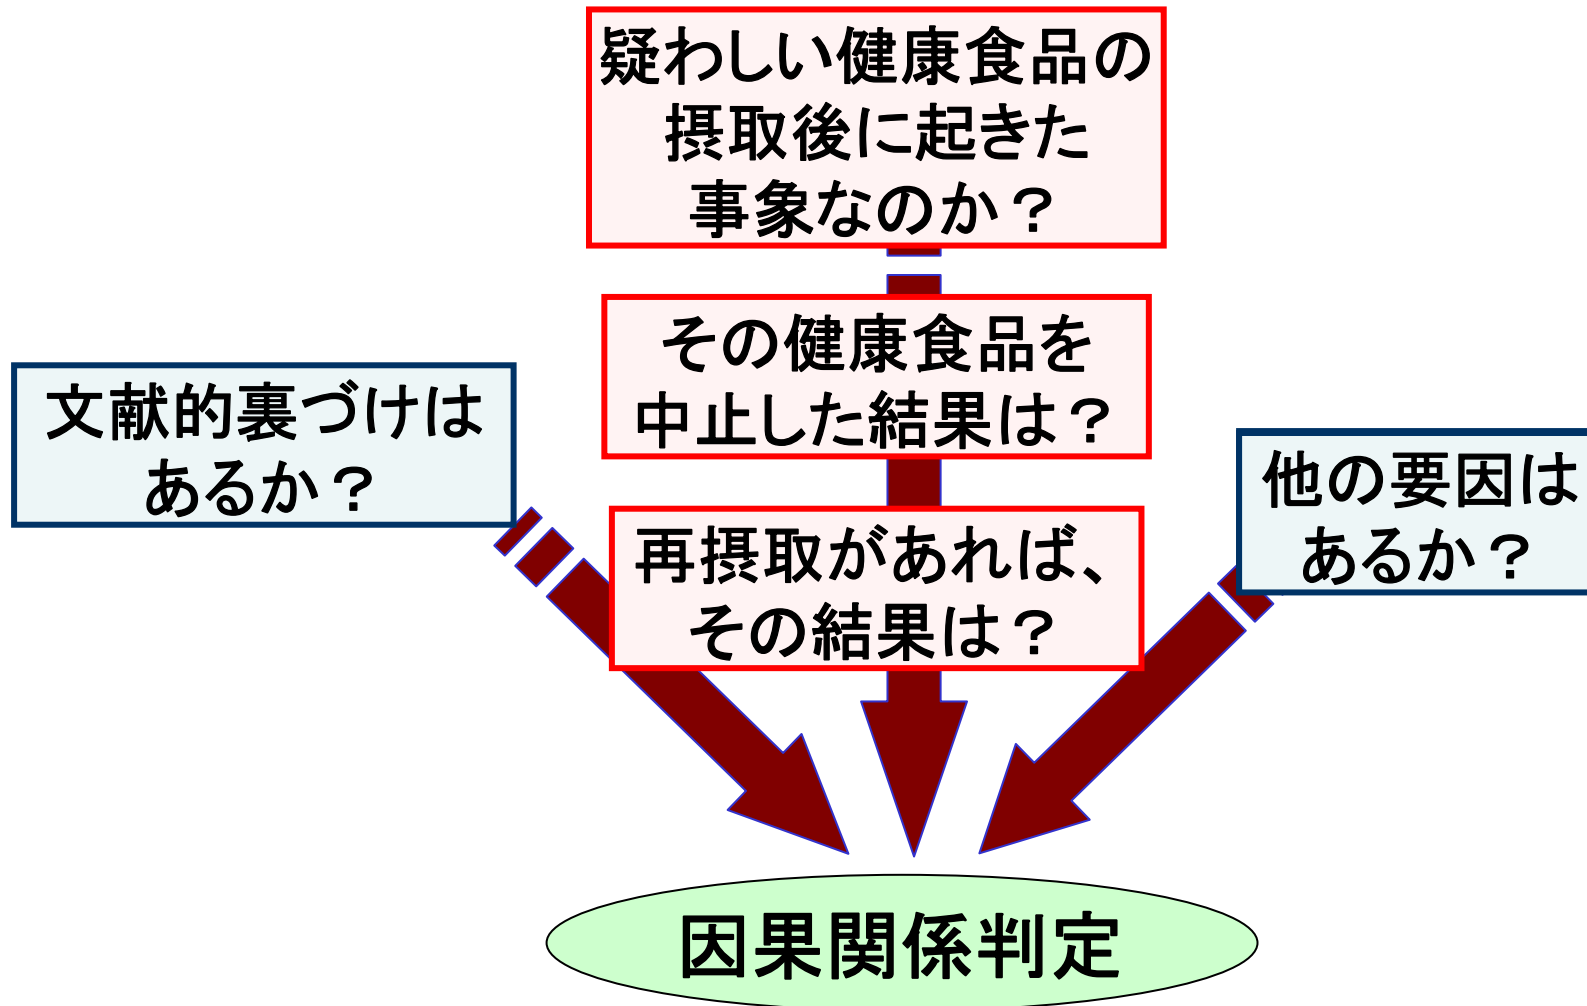 疑わしい健康食品の
摂取後に起きた
事象なのか？
その健康食品を
中止した結果は？
文献的裏づけは
あるか？
他の要因は
あるか？
再摂取があれば、
その結果は？
因果関係判定